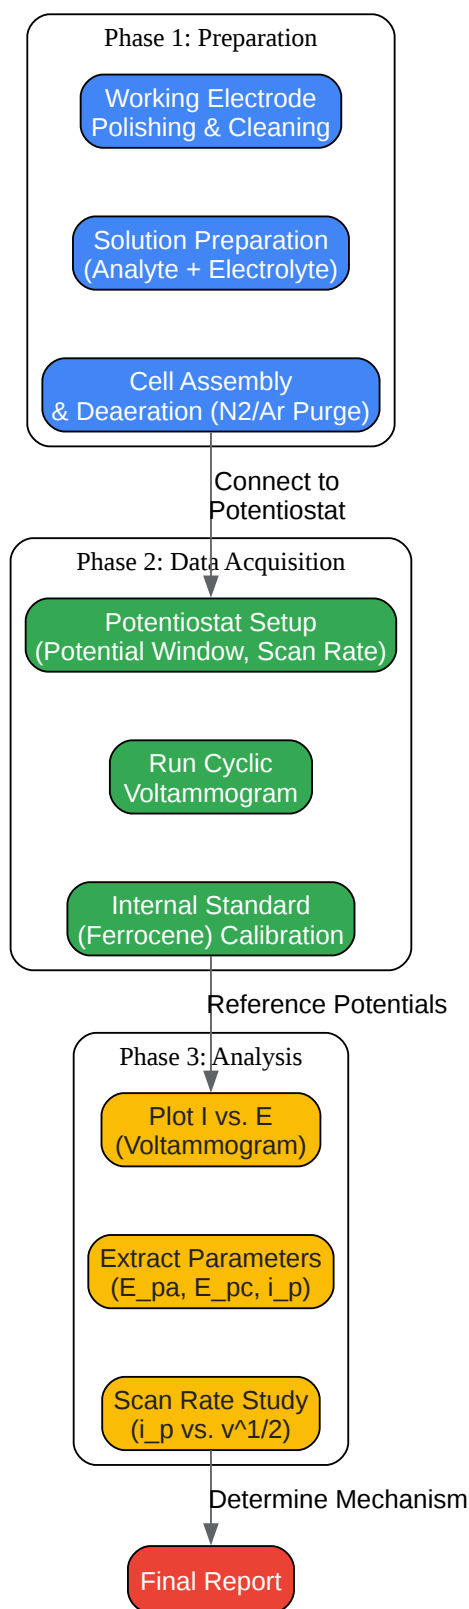 Phase 1: Preparation
Working Electrode
Polishing & Cleaning
Solution Preparation
(Analyte + Electrolyte)
Cell Assembly
& Deaeration (N2/Ar Purge)
Connect to
Potentiostat
Phase 2: Data Acquisition
Potentiostat Setup
(Potential Window, Scan Rate)
Run Cyclic
Voltammogram
Internal Standard
(Ferrocene) Calibration
Reference Potentials
Phase 3: Analysis
Plot I vs. E
(Voltammogram)
Extract Parameters
(E_pa, E_pc, i_p)
Scan Rate Study
(i_p vs. v^1/2)
Determine Mechanism
Final Report